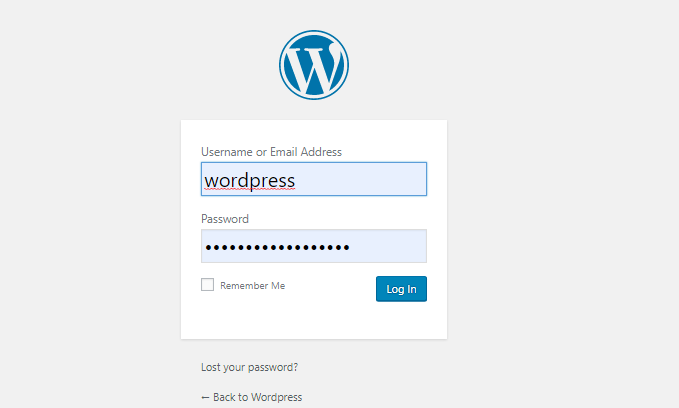 Username or Email Address
wordpress
Password
••••••••••••••••••
Remember Me
Log In
Lost your password?
← Back to Wordpress